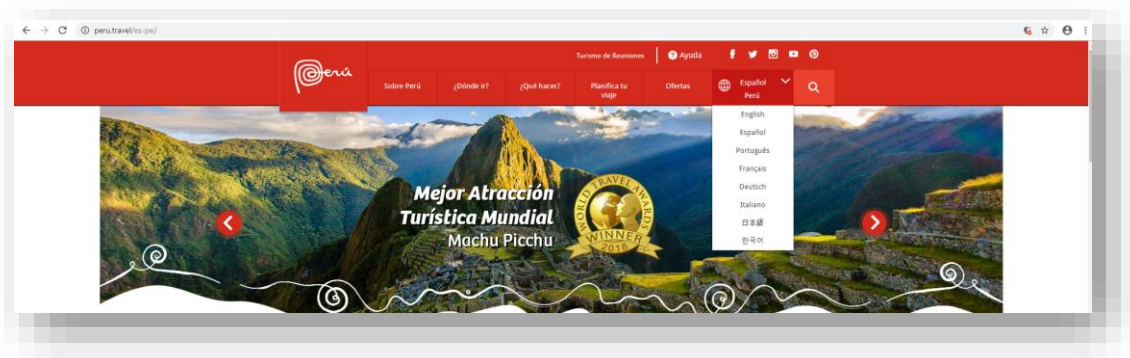 peru.travel/es-pe/
Perú
Turismo de Reuniones
Ayuda
Sobre Perú
¿Dónde ir?
¿Qué hacer?
Planifica tu
viaje
Ofertas
Español
Perú
English
Español
Português
Français
Deutsch
Italiano
日本語
한국어
Mejor Atracción
Turística Mundial
Machu Picchu
WORLD TRAVEL AWARDS
WINNER
2018